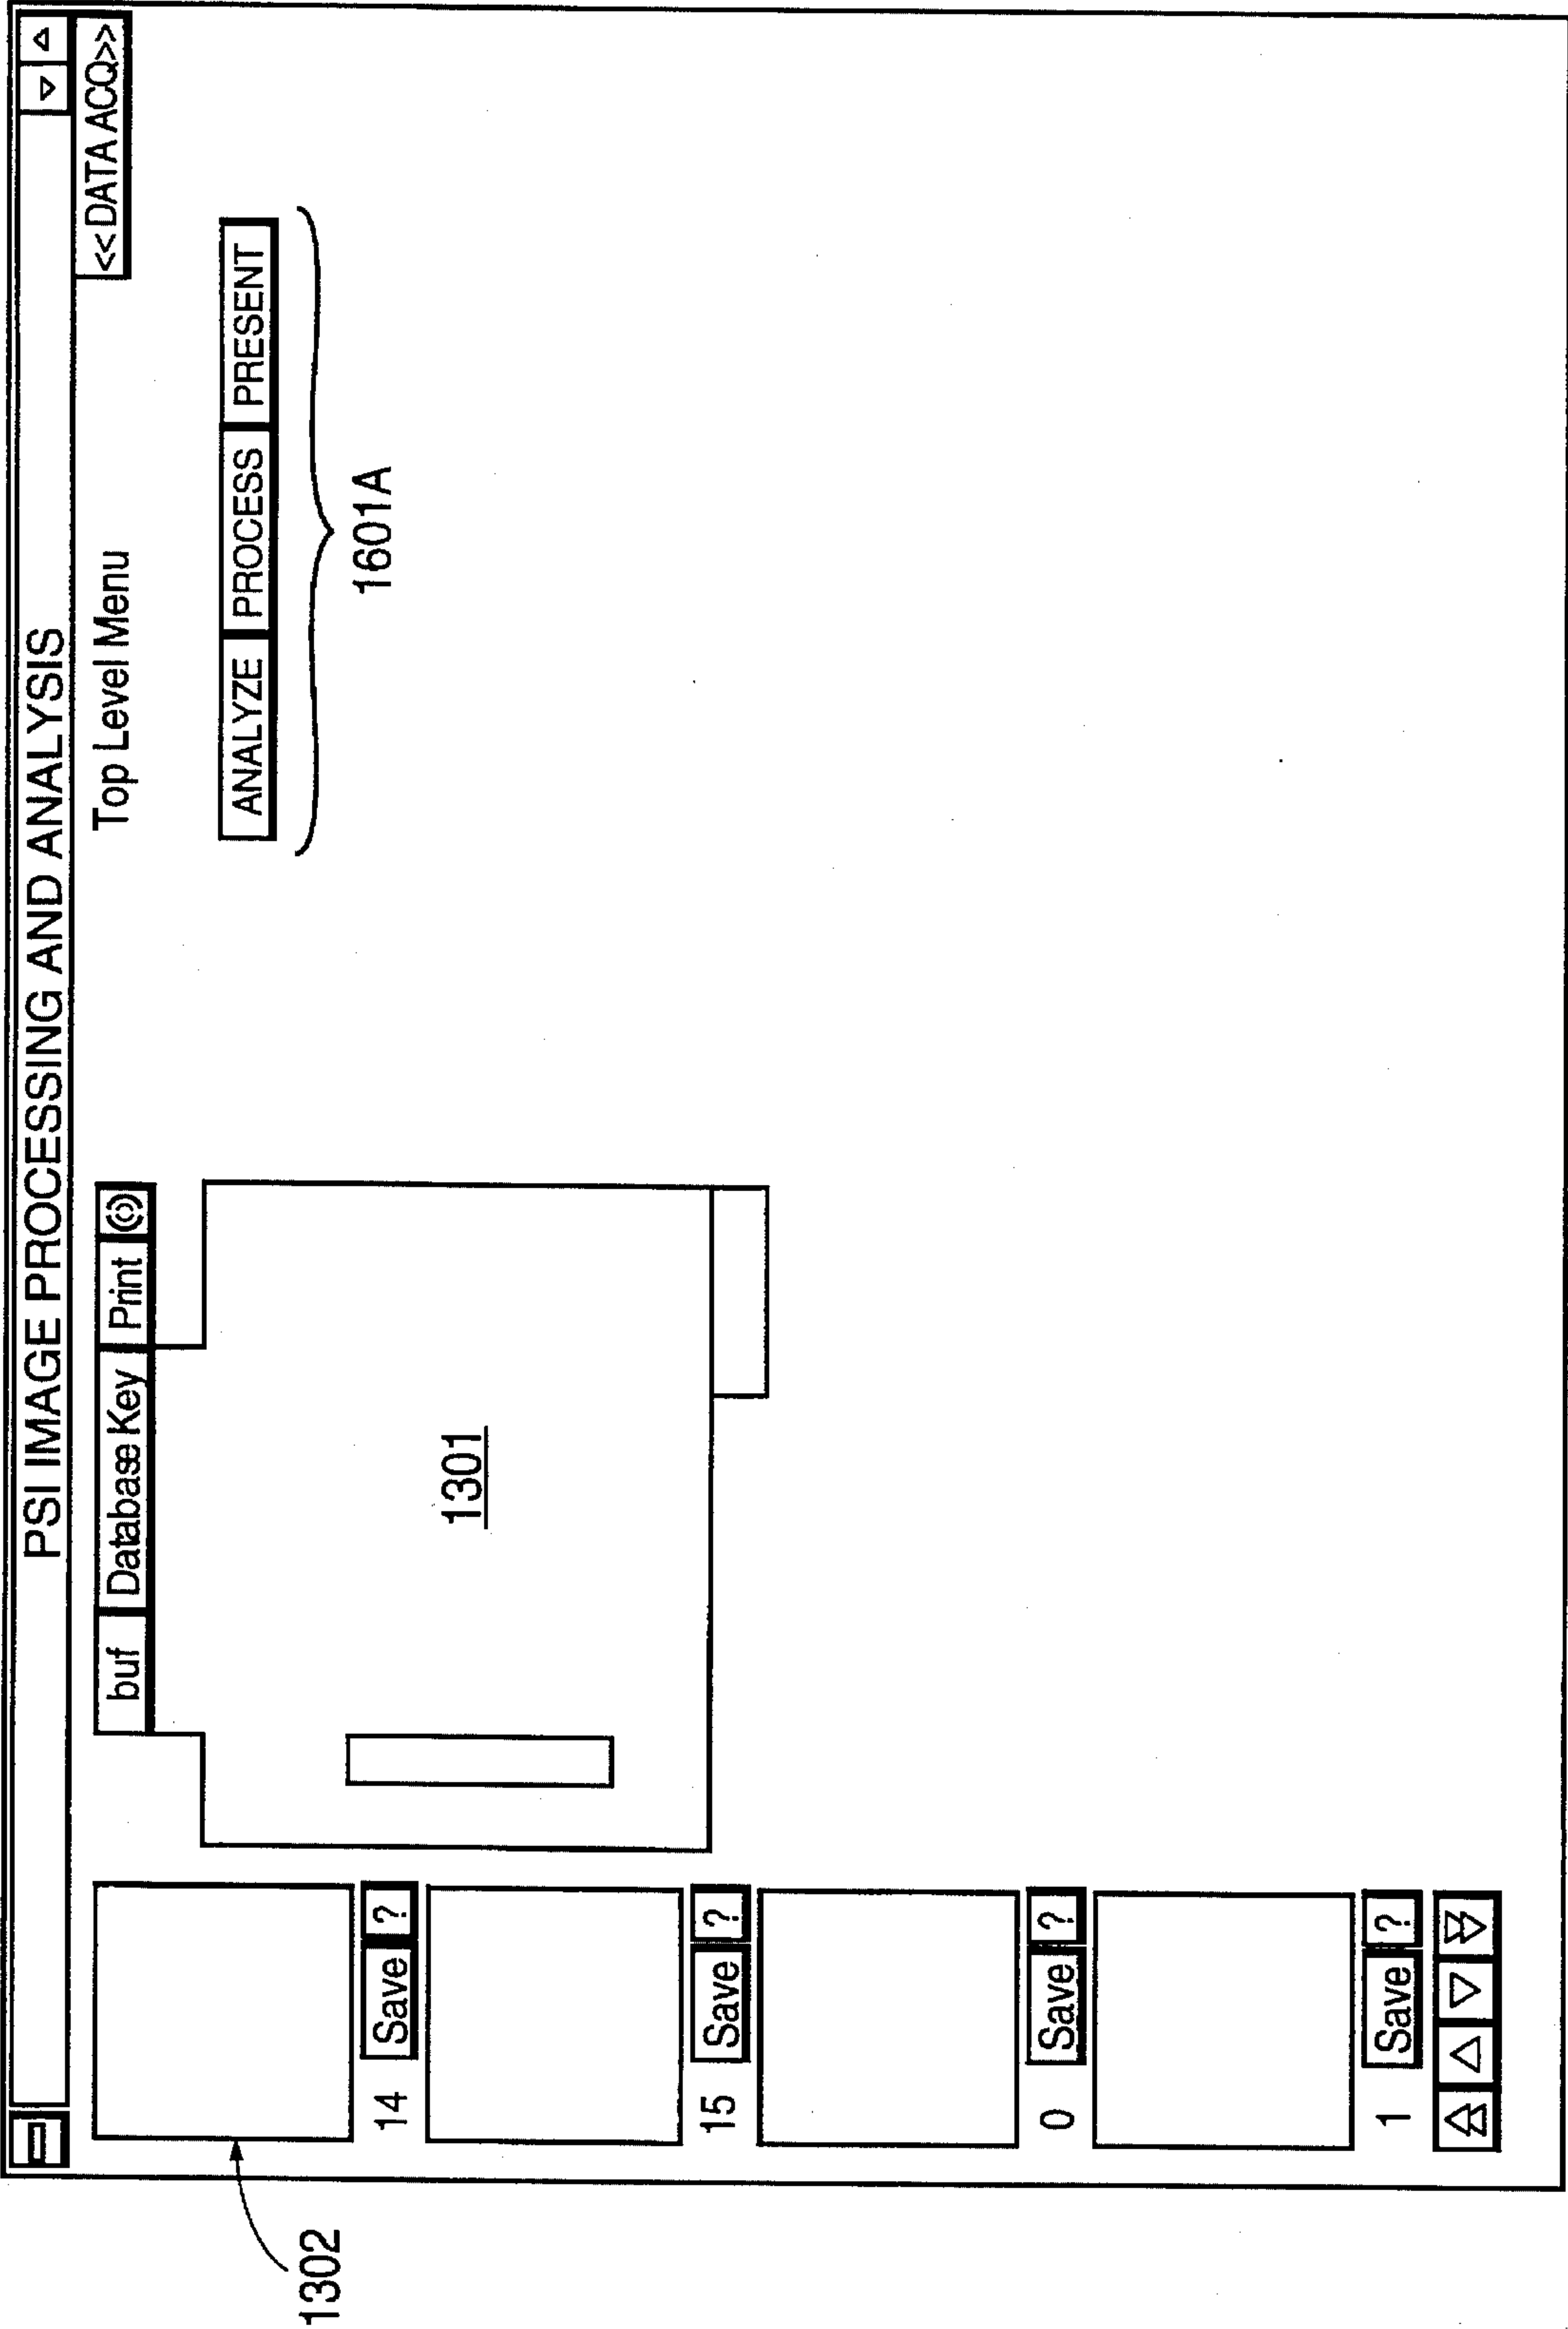 PSI IMAGE PROCESSING AND ANALYSIS
<<DATA ACQ>>
Top Level Menu
buf Database Key Print
ANALYZE PROCESS PRESENT
1601A
1301
1302
14 Save ?
15 Save ?
0 Save ?
1 Save ?